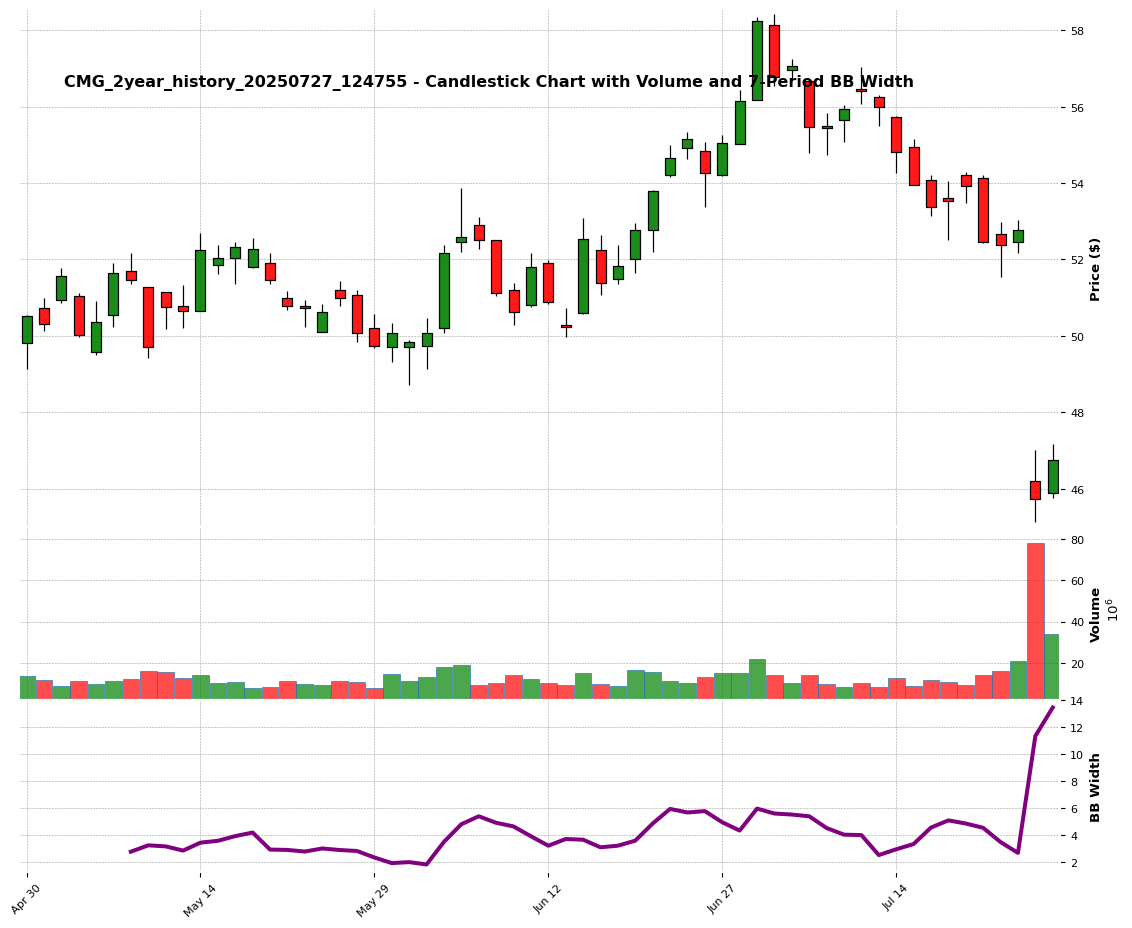 CMG_2year_history_20250727_124755 - Candlestick Chart with Volume and 7-Period BB Width
58
56
54
52
50
48
46
Price ($)
80
60
40
20
Volume
10^6
14
12
10
8
6
4
2
BB Width
Apr 30
May 14
May 29
Jun 12
Jun 27
Jul 14